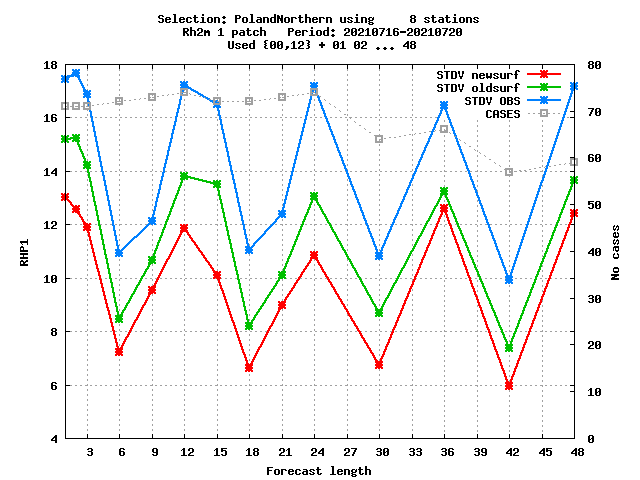 Selection: PolandNorthern using     8 stations
Rh2m 1 patch   Period: 20210716-20210720
Used {00,12} + 01 02 ... 48
STDV newsurf
STDV oldsurf
STDV OBS
CASES
18
16
14
12
10
8
6
4
80
70
60
50
40
30
20
10
0
RHP1
No cases
3 6 9 12 15 18 21 24 27 30 33 36 39 42 45 48
Forecast length